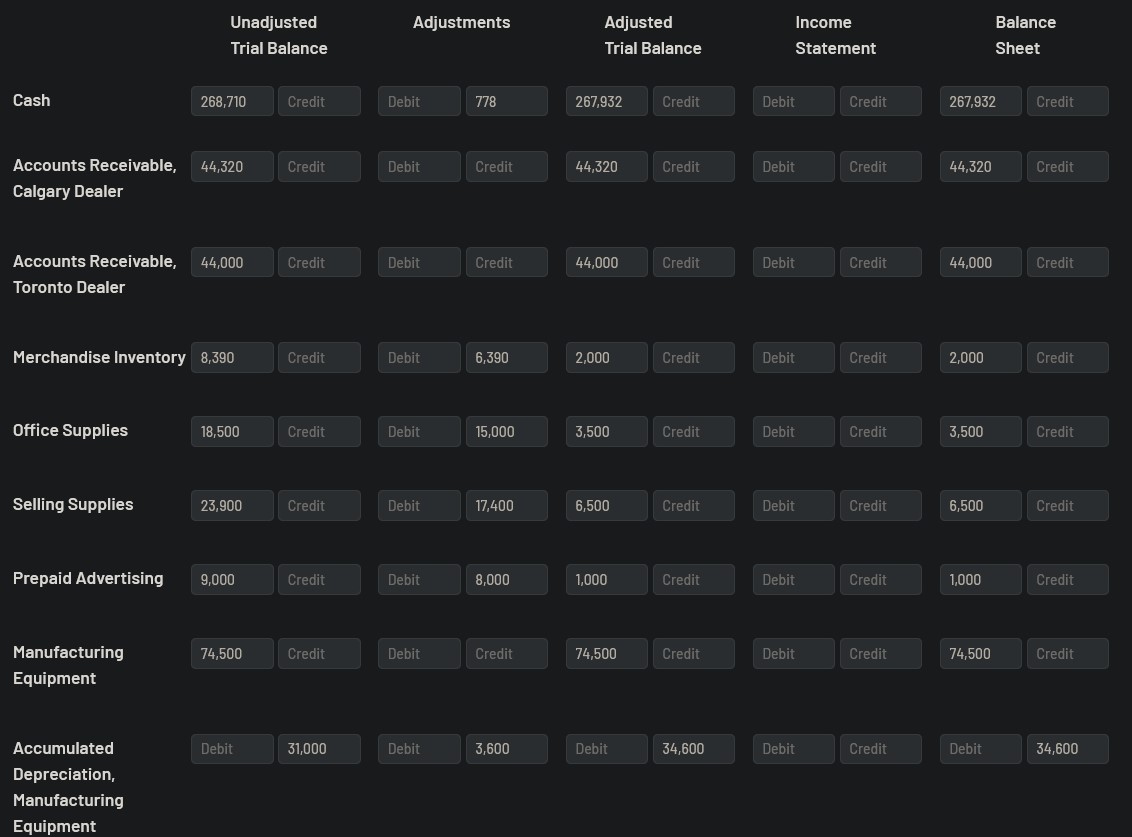 Unadjusted Adjustments Adjusted Income Balance
Trial Balance Trial Balance Statement Sheet
Cash 268,710 Credit Debit 778 267,932 Credit Debit Credit 267,932 Credit
Accounts Receivable, 44,320 Credit Debit Credit 44,320 Credit Debit Credit 44,320 Credit
Calgary Dealer
Accounts Receivable, 44,000 Credit Debit Credit 44,000 Credit Debit Credit 44,000 Credit
Toronto Dealer
Merchandise Inventory 8,390 Credit Debit 6,390 2,000 Credit Debit Credit 2,000 Credit
Office Supplies 18,500 Credit Debit 15,000 3,500 Credit Debit Credit 3,500 Credit
Selling Supplies 23,900 Credit Debit 17,400 6,500 Credit Debit Credit 6,500 Credit
Prepaid Advertising 9,000 Credit Debit 8,000 1,000 Credit Debit Credit 1,000 Credit
Manufacturing 74,500 Credit Debit Credit 74,500 Credit Debit Credit 74,500 Credit
Equipment
Accumulated Debit 31,000 Debit 3,600 Debit 34,600 Debit Credit Debit 34,600
Depreciation,
Manufacturing
Equipment